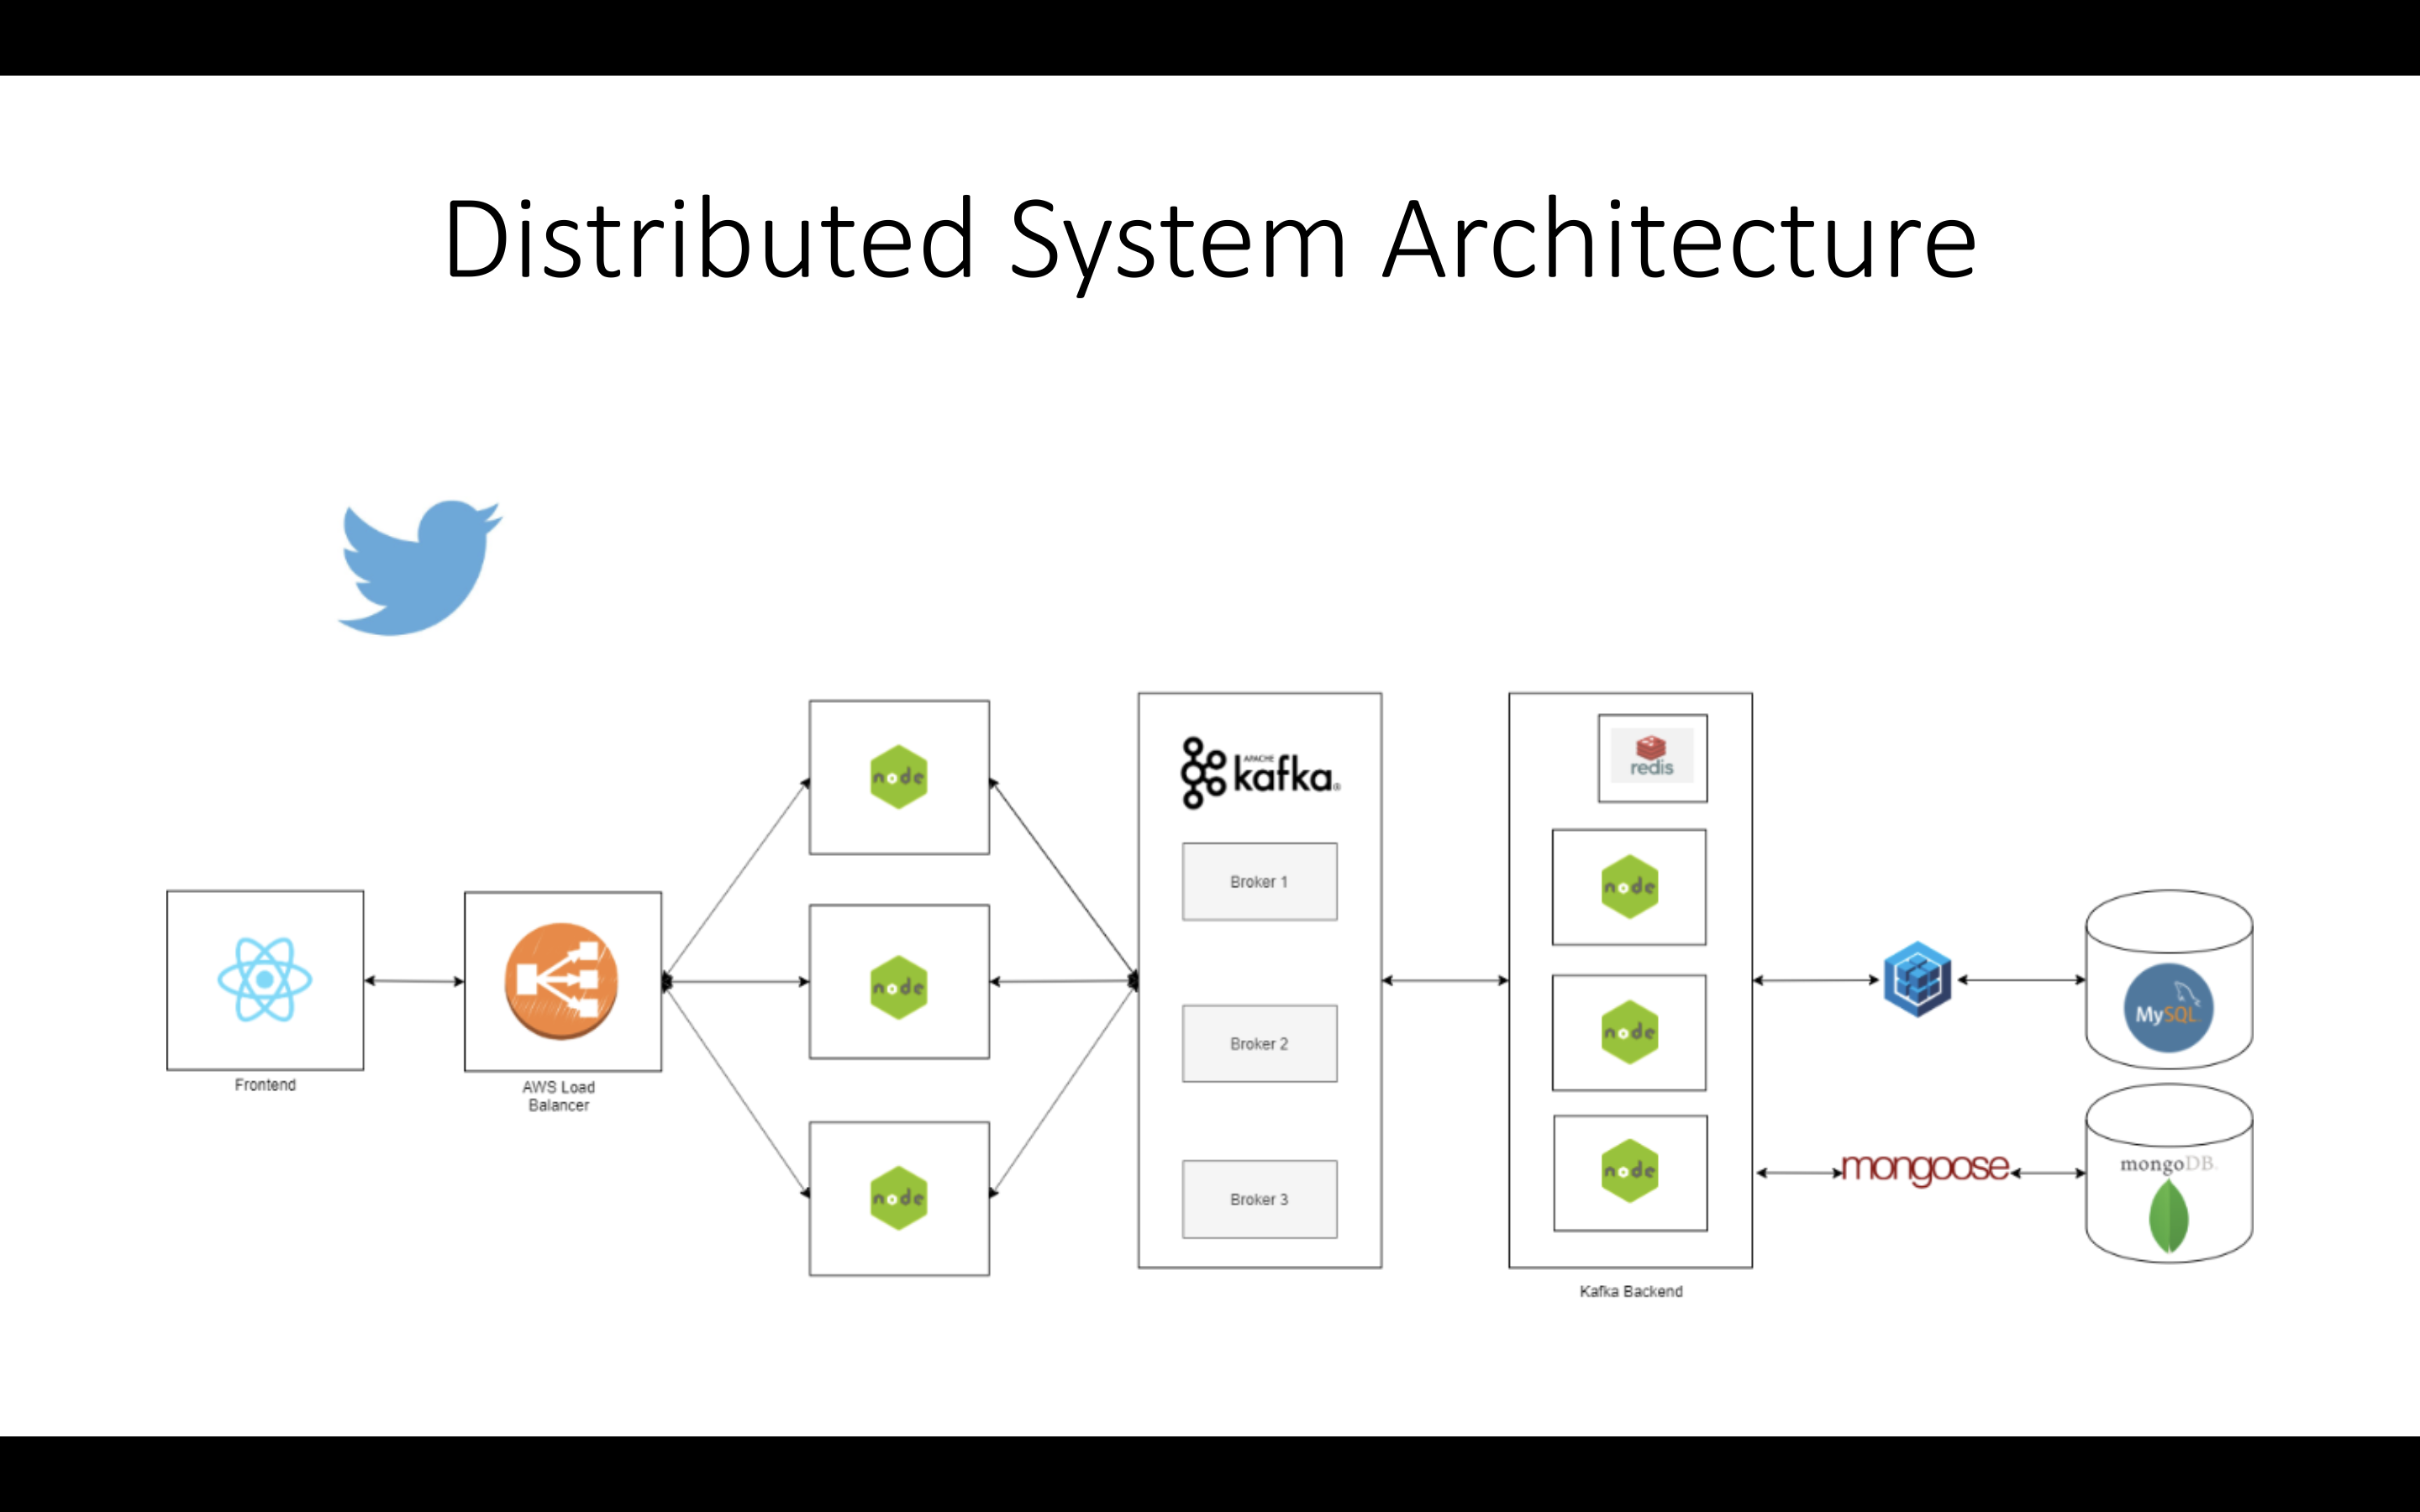 Distributed System Architecture
node
APACHE
kafka®
redis
Broker 1
node
node
node
Broker 2
MySQL
Frontend
AWS Load
Balancer
mongoose
mongoDB
node
node
Broker 3
Kafka Backend